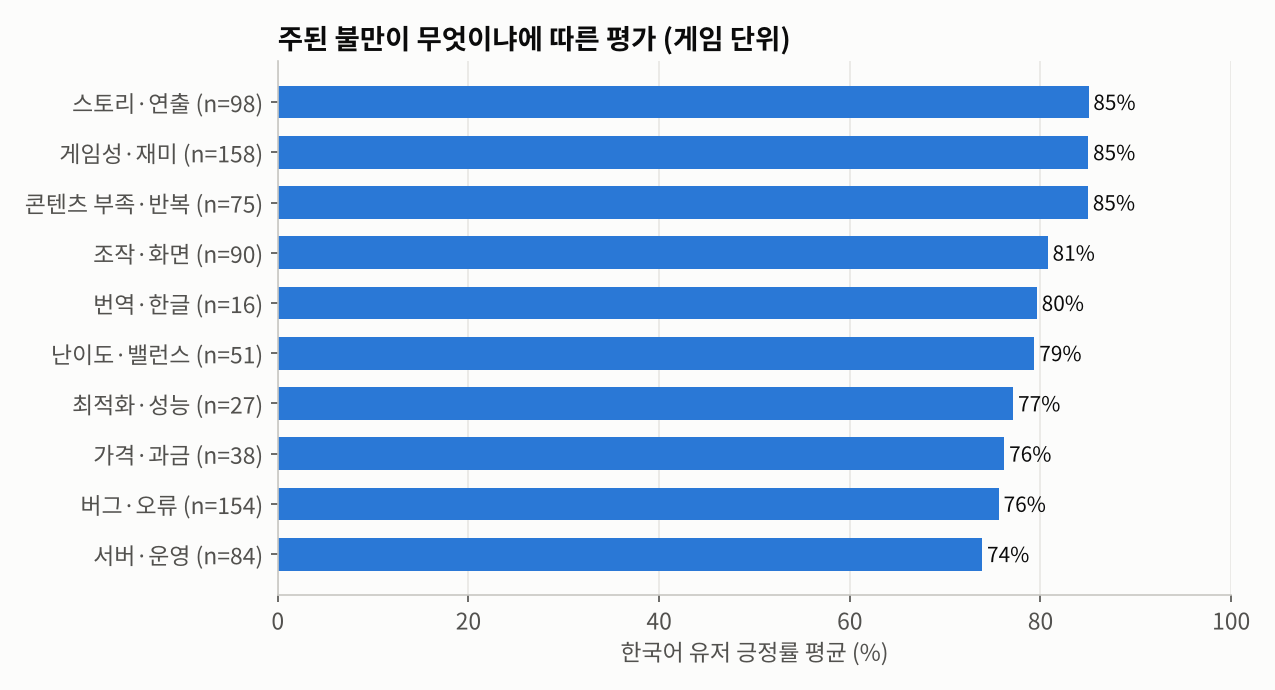 주된 불만이 무엇이냐에 따른 평가 (게임 단위)
스토리·연출 (n=98) 85%
게임성·재미 (n=158) 85%
콘텐츠 부족·반복 (n=75) 85%
조작·화면 (n=90) 81%
번역·한글 (n=16) 80%
난이도·밸런스 (n=51) 79%
최적화·성능 (n=27) 77%
가격·과금 (n=38) 76%
버그·오류 (n=154) 76%
서버·운영 (n=84) 74%
0 20 40 60 80 100
한국어 유저 긍정률 평균 (%)